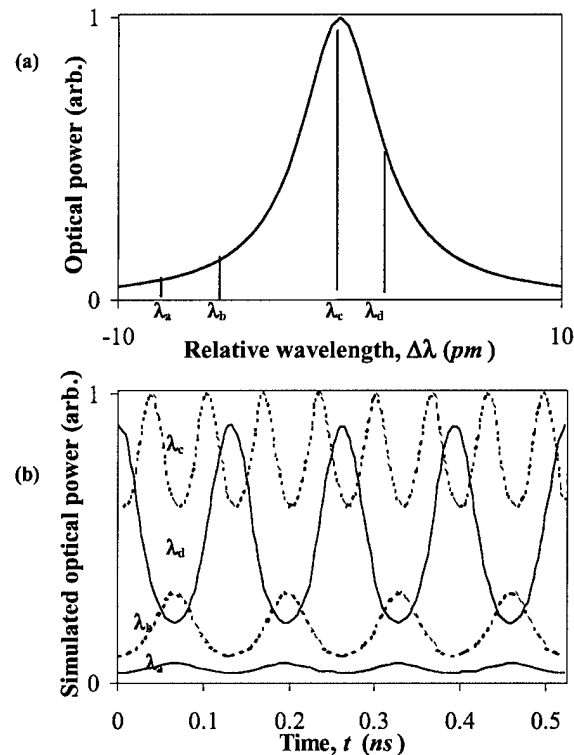 (a)
Optical power (arb.)
1
0
λa
λb
λc
λd
-10
10
Relative wavelength, Δλ (pm)
(b)
Simulated optical power (arb.)
1
λc
λd
λb
λa
0
0
0.1
0.2
0.3
0.4
0.5
Time, t (ns)